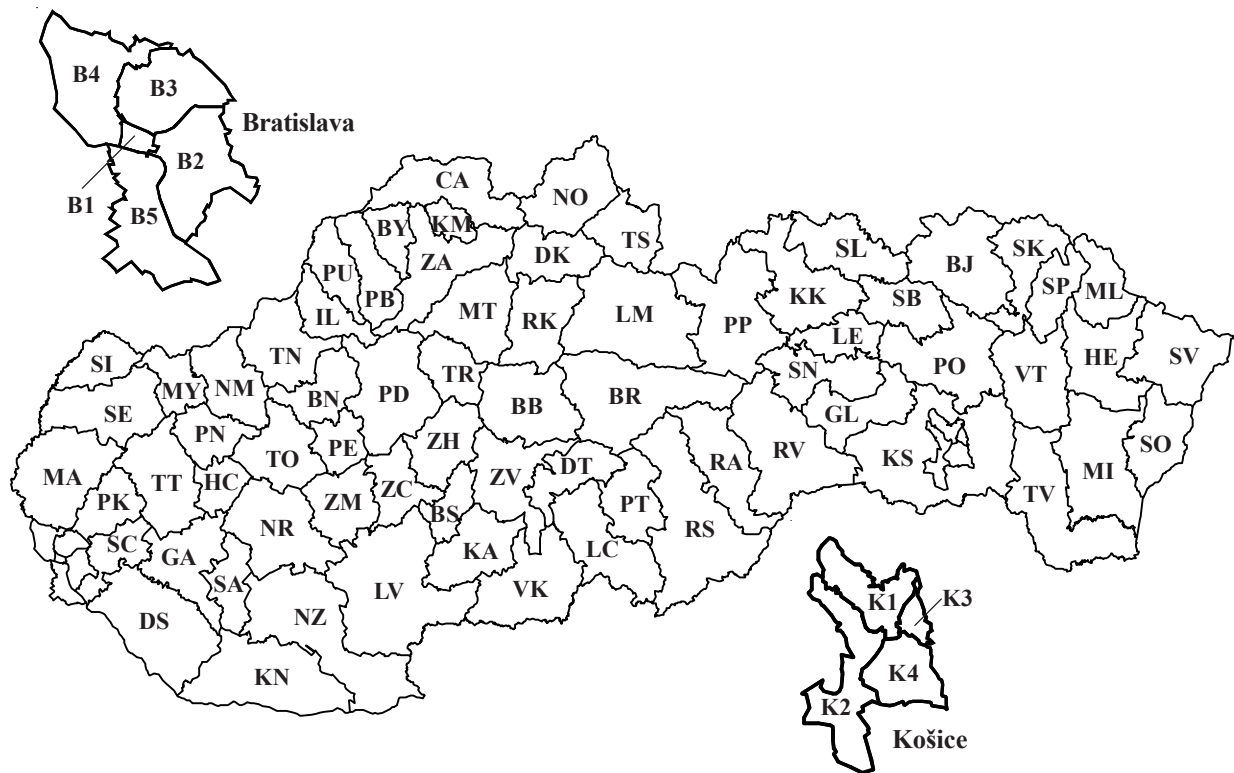 B4
B3
Bratislava
B2
B1
B5
CA
NO
BY
KM
TS
SL
SK
PU
ZA
DK
BJ
SP
ML
PB
KK
SB
IL
MT
RK
LM
PP
SI
TN
LE
HE
SV
MY
NM
TR
SN
PO
VT
SE
BN
PD
BB
BR
GL
PN
PE
ZH
SO
MA
TT
HC
TO
ZV
DT
RA
RV
KS
MI
PK
ZM
ZC
BS
PT
TV
SC
GA
NR
KA
LC
RS
SA
LV
VK
DS
NZ
K1
K3
KN
K4
K2
Košice